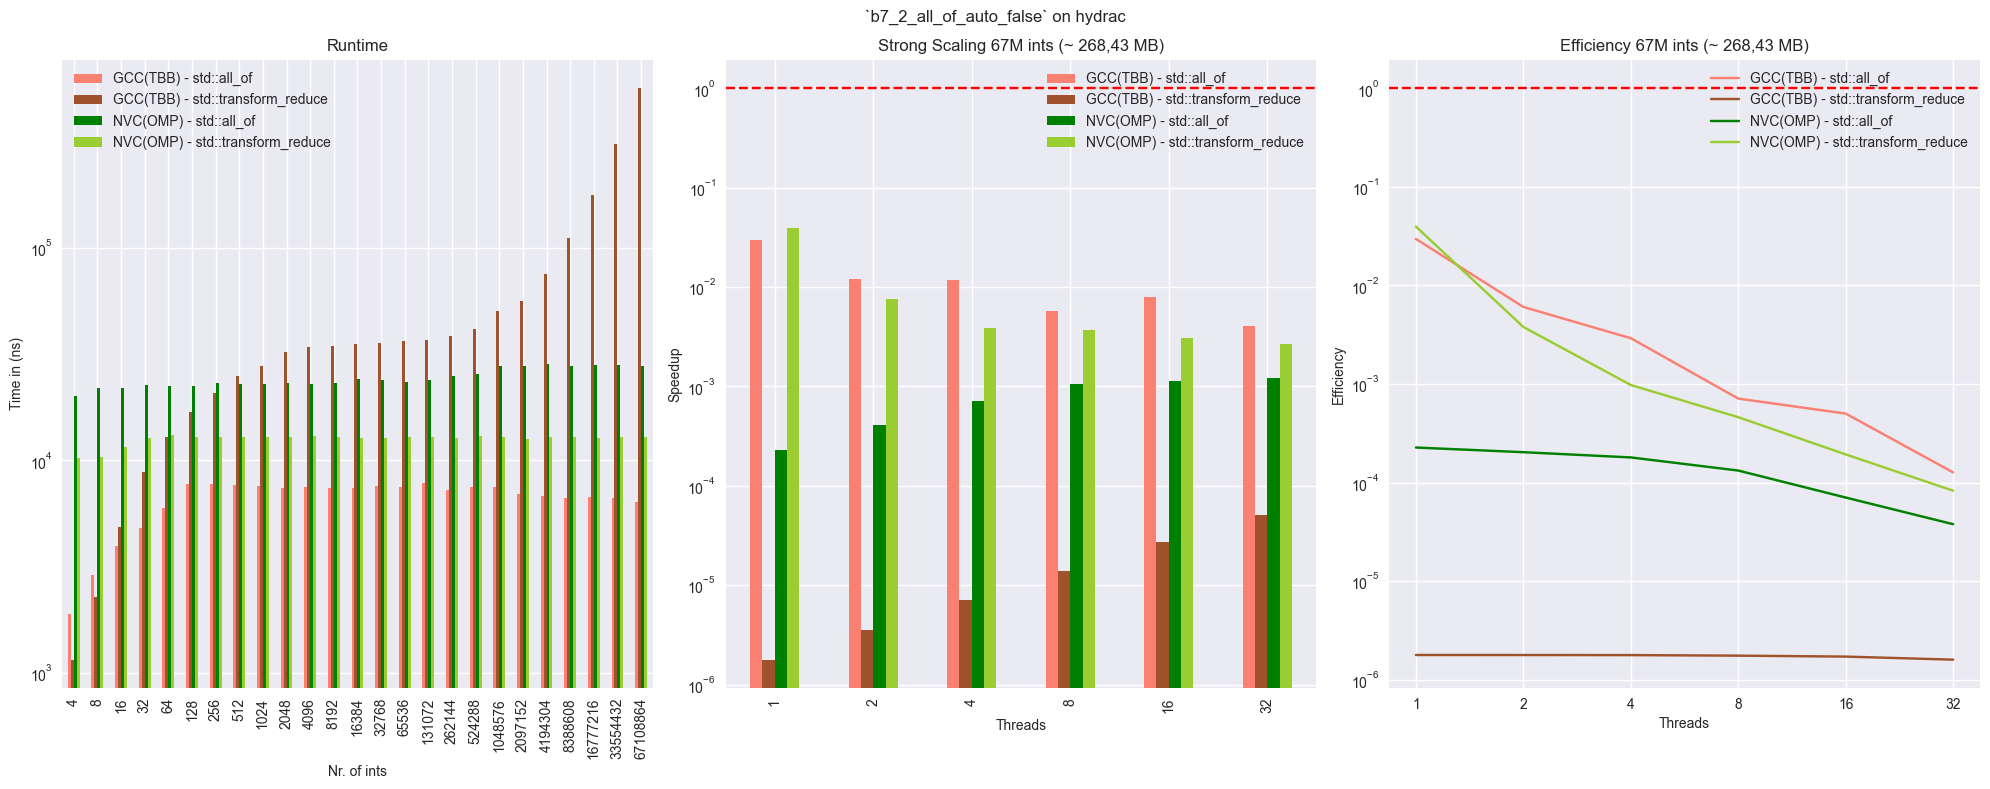 `b7_2_all_of_auto_false` on hydrac
Runtime
GCC(TBB) - std::all_of
GCC(TBB) - std::transform_reduce
NVC(OMP) - std::all_of
NVC(OMP) - std::transform_reduce
Time in (ns)
10^5
10^4
10^3
4
8
16
32
64
128
256
512
1024
2048
4096
8192
16384
32768
65536
131072
262144
524288
1048576
2097152
4194304
8388608
16777216
33554432
67108864
Nr. of ints
Strong Scaling 67M ints (~ 268,43 MB)
GCC(TBB) - std::all_of
GCC(TBB) - std::transform_reduce
NVC(OMP) - std::all_of
NVC(OMP) - std::transform_reduce
Speedup
10^0
10^−1
10^−2
10^−3
10^−4
10^−5
10^−6
1
2
4
8
16
32
Threads
Efficiency 67M ints (~ 268,43 MB)
GCC(TBB) - std::all_of
GCC(TBB) - std::transform_reduce
NVC(OMP) - std::all_of
NVC(OMP) - std::transform_reduce
Efficiency
10^0
10^−1
10^−2
10^−3
10^−4
10^−5
10^−6
1
2
4
8
16
32
Threads